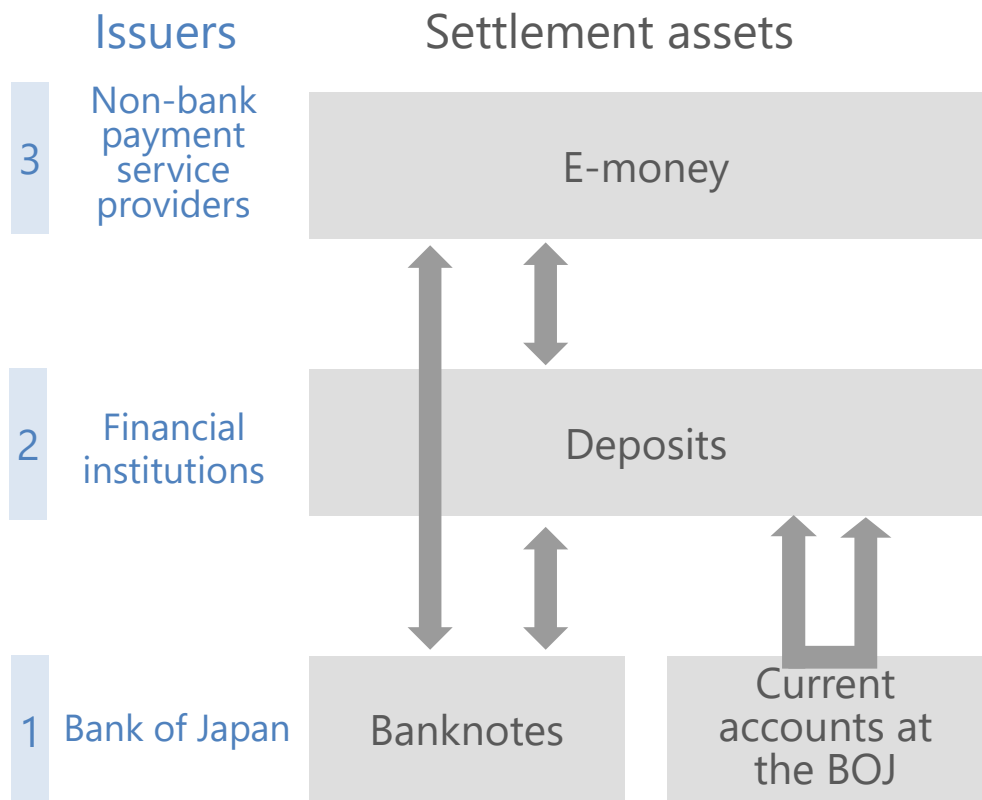 Issuers
Settlement assets
3
Non-bank
payment
service
providers
E-money
2
Financial
institutions
Deposits
1
Bank of Japan
Banknotes
Current
accounts at
the BOJ